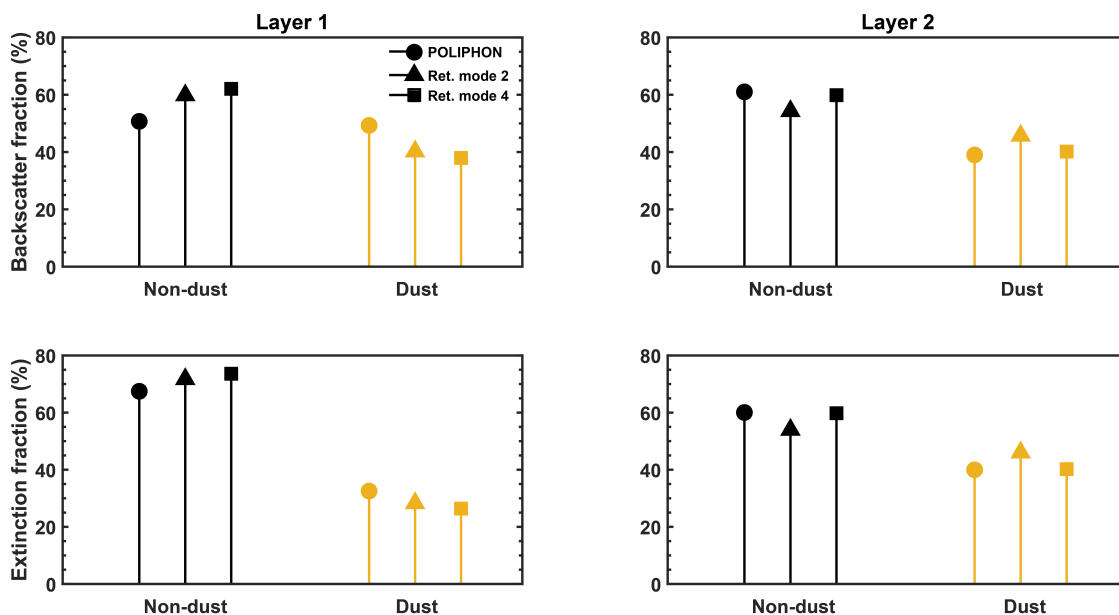 Layer 1
Layer 2
Backscatter fraction (%)
80
60
40
20
0
POLIPHON
Ret. mode 2
Ret. mode 4
Non-dust
Dust
80
60
40
20
0
Non-dust
Dust
Extinction fraction (%)
80
60
40
20
0
Non-dust
Dust
80
60
40
20
0
Non-dust
Dust